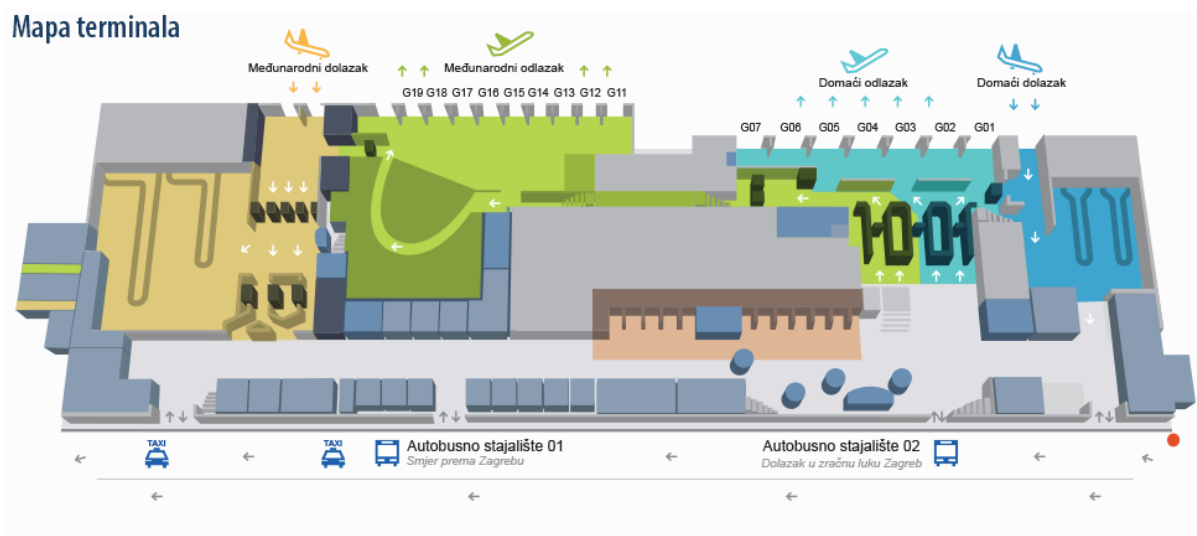 Mapa terminala
Međunarodni dolazak
Međunarodni odlazak
Domaći odlazak
Domaći dolazak
G19 G18 G17 G16 G15 G14 G13 G12 G11
G07 G06 G05 G04 G03 G02 G01
TAXI
TAXI
Autobusno stajalište 01
Smjer prema Zagrebu
Autobusno stajalište 02
Dolazak u zračnu luku Zagreb